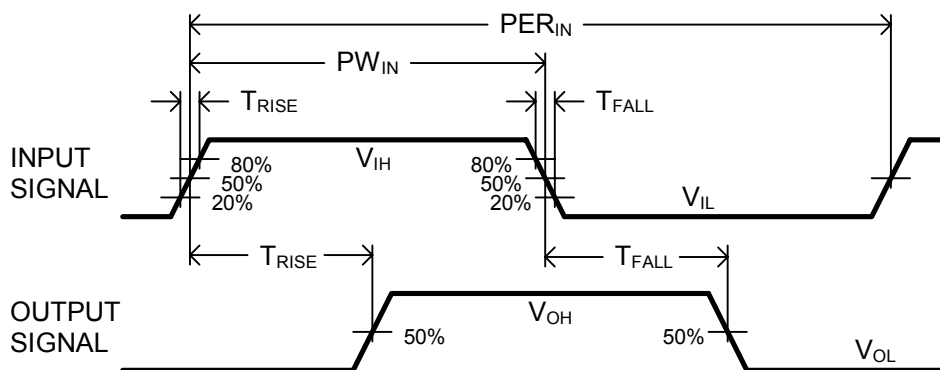 PER_IN
PW_IN
T_RISE
T_FALL
INPUT
SIGNAL
80%
50%
20%
V_IH
80%
50%
20%
V_IL
T_RISE
T_FALL
OUTPUT
SIGNAL
50%
V_OH
50%
V_OL